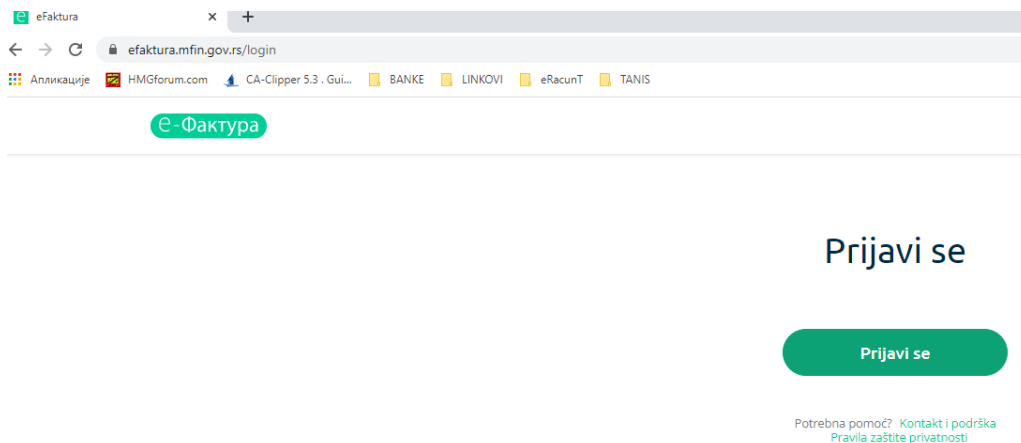 eFaktura
efaktura.mfin.gov.rs/login
Апликације HMGforum.com CA-Clipper 5.3 . Gui... BANKE LINKOVI eRacunT TANIS
е-Фактура
Prijavi se
Prijavi se
Potrebna pomoć? Kontakt i podrška
Pravila zaštite privatnosti